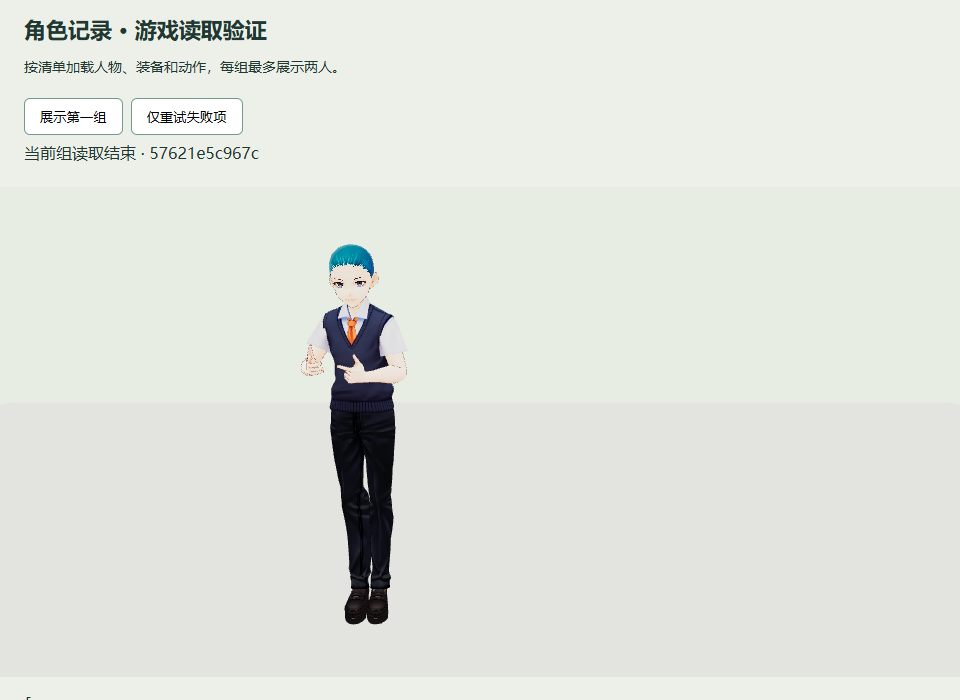 角色记录 • 游戏读取验证
按清单加载人物、装备和动作，每组最多展示两人。
展示第一组
仅重试失败项
当前组读取结束 · 57621e5c967c